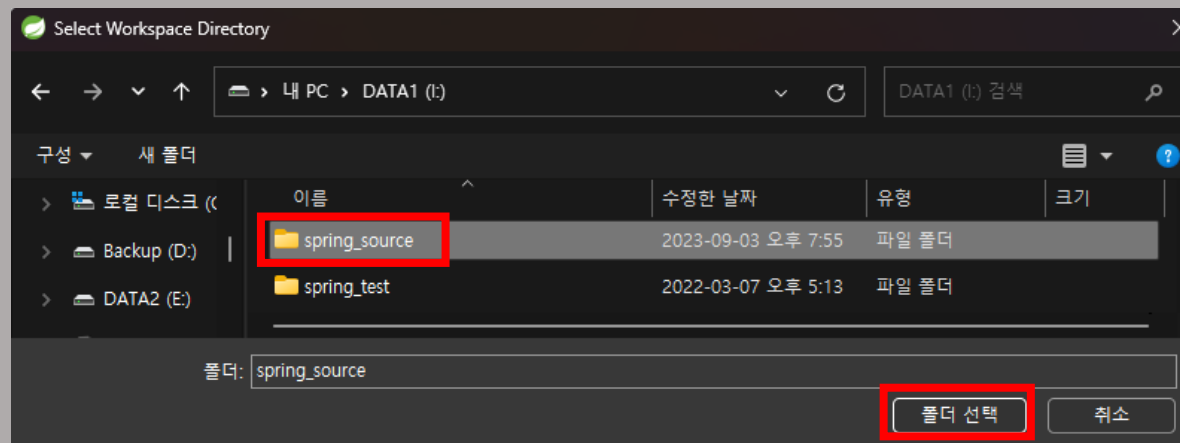 Select Workspace Directory
내 PC > DATA1 (I:)
DATA1 (I:) 검색
구성
새 폴더
이름 수정한 날짜 유형 크기
로컬 디스크 (C
spring_source 2023-09-03 오후 7:55 파일 폴더
Backup (D:)
spring_test 2022-03-07 오후 5:13 파일 폴더
DATA2 (E:)
폴더: spring_source
폴더 선택 취소